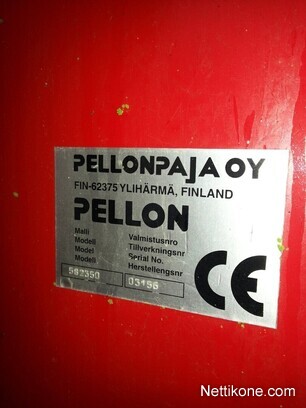 PELLONPAJA OY
FIN-62375 YLIHÄRMÄ, FINLAND
PELLON
Malli Valmistusnro
Modell Tillverkningsnr
Model Serial No.
Modell Herstellengsnr
562350 03156
CE
Nettikone.com